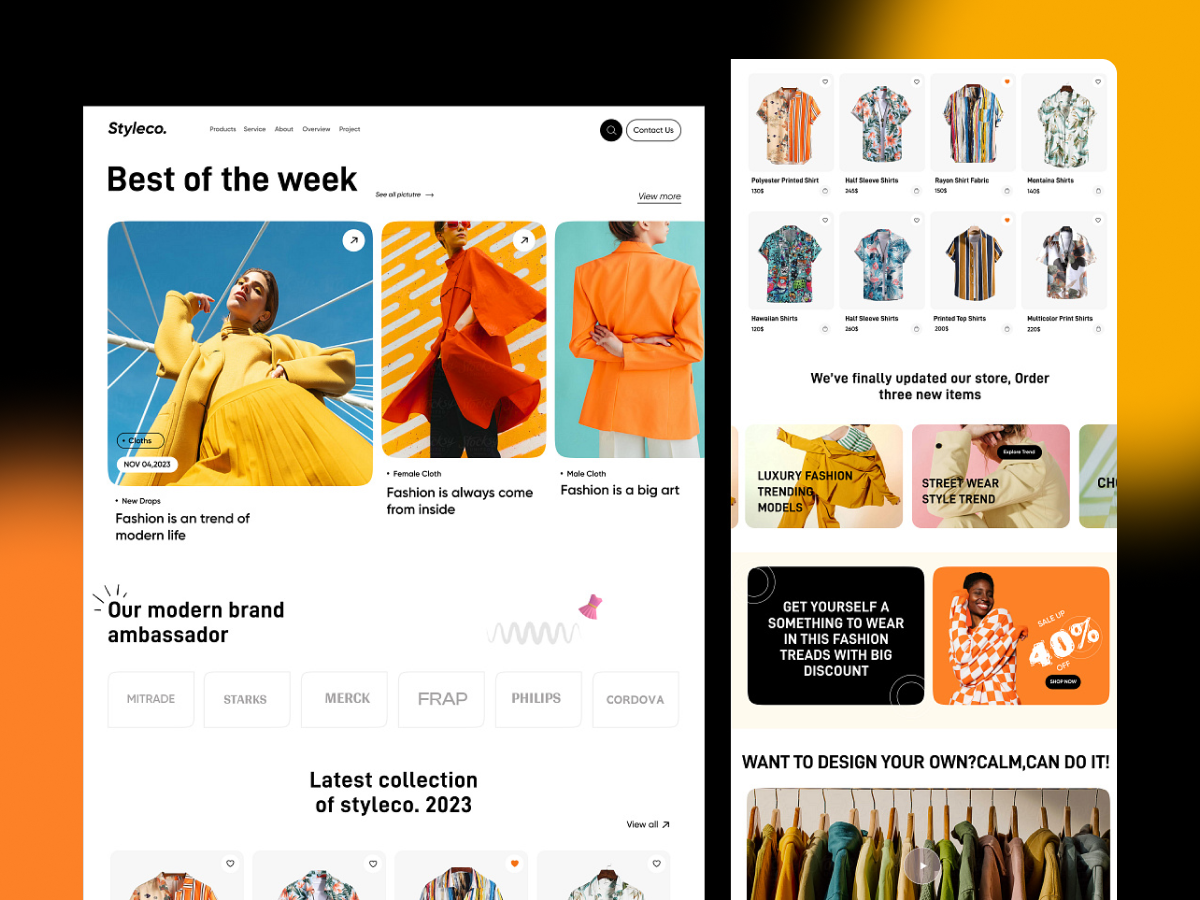 Styleco.
Products Service About Overview Project
Contact Us
Best of the week
See all pictutre
View more
• Cloths
NOV 04,2023
• New Drops
Fashion is an trend of
modern life
• Female Cloth
Fashion is always come
from inside
• Male Cloth
Fashion is a big art
Our modern brand
ambassador
MITRADE
STARKS
MERCK
FRAP
PHILIPS
CORDOVA
Latest collection
of styleco. 2023
View all
Polyester Printed Shirt
130$
Half Sleeve Shirts
245$
Rayon Shirt Fabric
150$
Montains Shirts
140$
Hawaiian Shirts
120$
Half Sleeve Shirts
260$
Printed Top Shirts
200$
Multicolor Print Shirts
220$
We've finally updated our store, Order
three new items
LUXURY FASHION
TRENDING
MODELS
Explore Trend
STREET WEAR
STYLE TREND
GET YOURSELF A
SOMETHING TO WEAR
IN THIS FASHION
TREADS WITH BIG
DISCOUNT
SALE UP
40%
OFF
SHOP NOW
WANT TO DESIGN YOUR OWN?CALM,CAN DO IT!